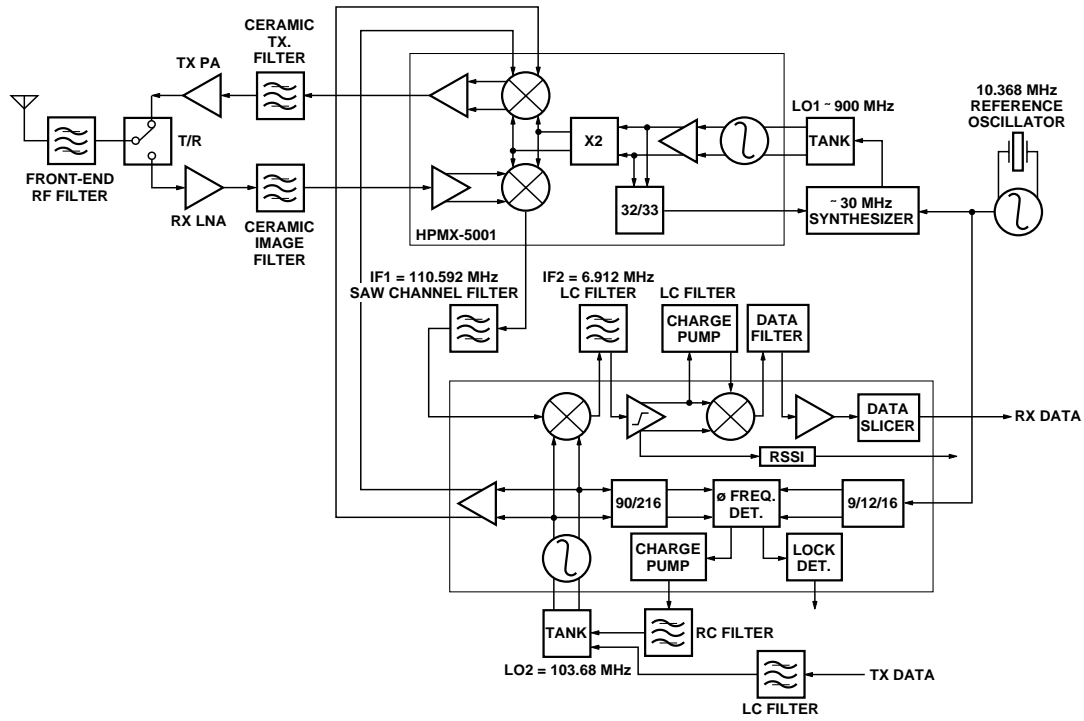 CERAMIC
TX.
FILTER
TX PA
T/R
FRONT-END
RF FILTER
RX LNA
CERAMIC
IMAGE
FILTER
HPMX-5001
X2
32/33
LO1 ~ 900 MHz
TANK
~ 30 MHz
SYNTHESIZER
10.368 MHz
REFERENCE
OSCILLATOR
IF1 = 110.592 MHz
SAW CHANNEL FILTER
IF2 = 6.912 MHz
LC FILTER
LC FILTER
CHARGE
PUMP
DATA
FILTER
DATA
SLICER
RX DATA
RSSI
90/216
ø FREQ.
DET.
9/12/16
CHARGE
PUMP
LOCK
DET.
TANK
RC FILTER
LO2 = 103.68 MHz
TX DATA
LC FILTER